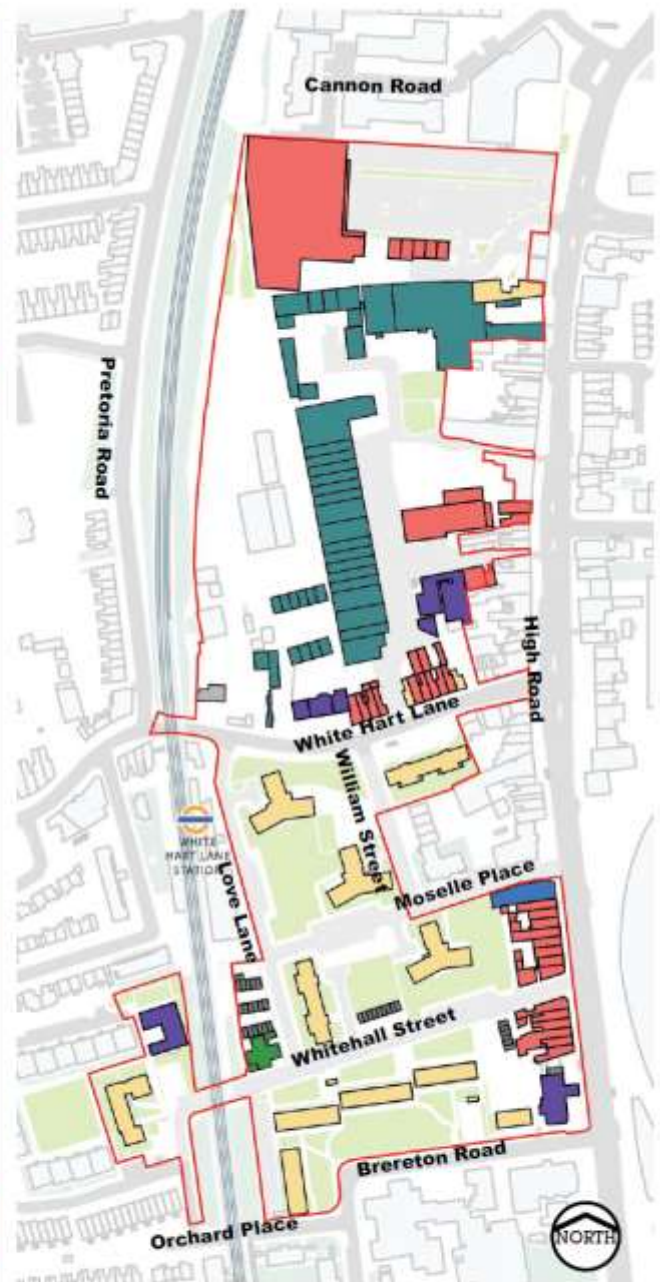 Cannon Road
Pretoria Road
High Road
White Hart Lane
William Street
WHITE
HART LANE
STATION
Love Lane
Moselle Place
Whitehall Street
Brereton Road
Orchard Place
NORTH